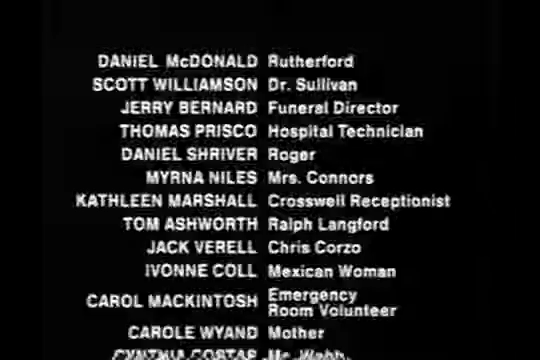 DANIEL McDONALD Rutherford
SCOTT WILLIAMSON Dr. Sullivan
JERRY BERNARD Funeral Director
THOMAS PRISCO Hospital Technician
DANIEL SHRIVER Roger
MYRNA NILES Mrs. Connors
KATHLEEN MARSHALL Crosswell Receptionist
TOM ASHWORTH Ralph Langford
JACK VERELL Chris Corzo
IVONNE COLL Mexican Woman
CAROL MACKINTOSH Emergency
Room Volunteer
CAROLE WYAND Mother